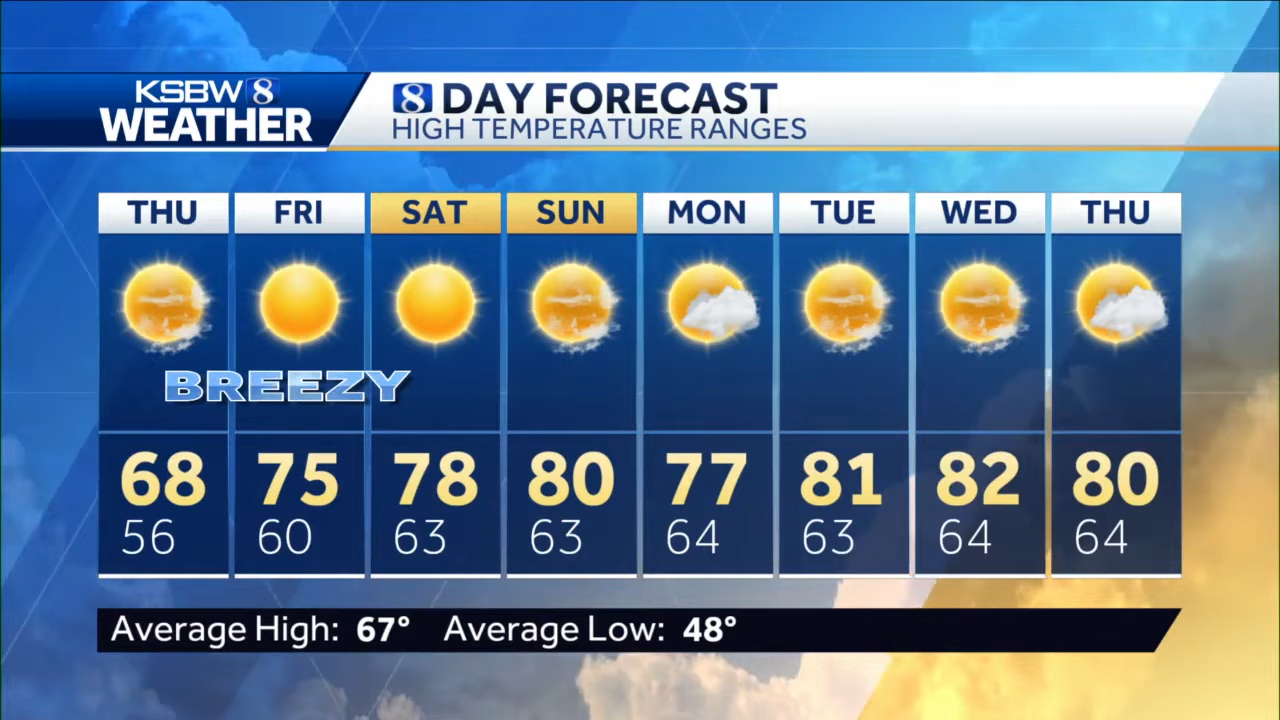 KSBW 8
WEATHER
8 DAY FORECAST
HIGH TEMPERATURE RANGES
THU FRI SAT SUN MON TUE WED THU
BREEZY
68 75 78 80 77 81 82 80
56 60 63 63 64 63 64 64
Average High: 67° Average Low: 48°